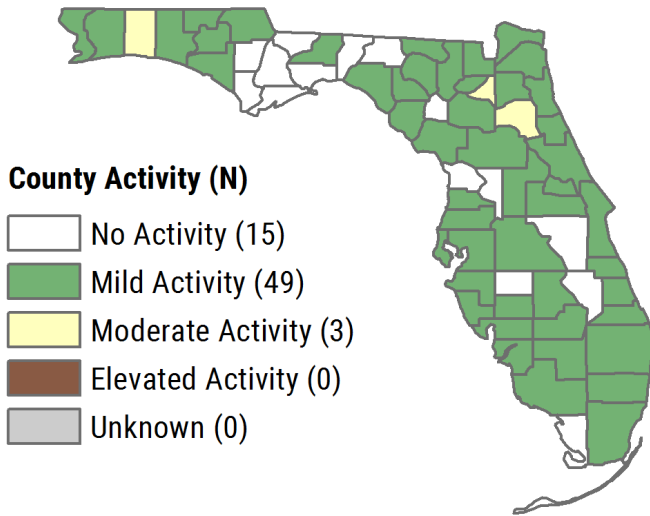 County Activity (N)
No Activity (15)
Mild Activity (49)
Moderate Activity (3)
Elevated Activity (0)
Unknown (0)